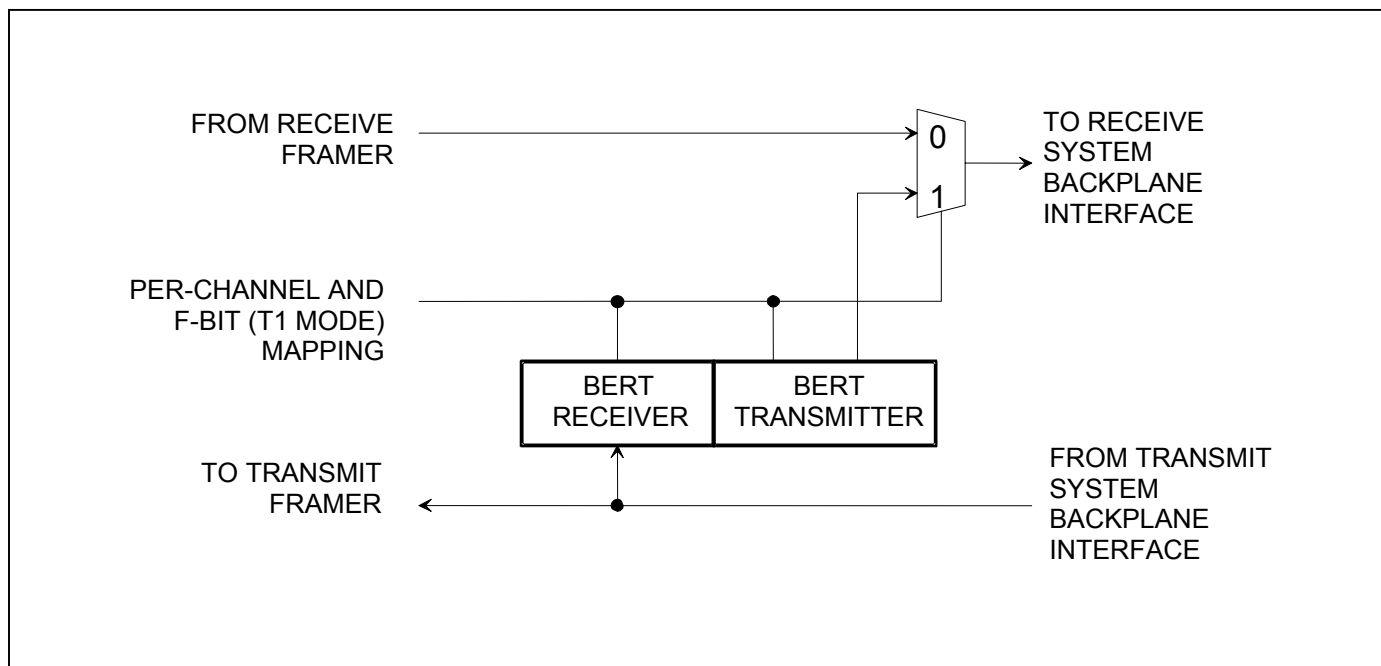 FROM RECEIVE
FRAMER
0
1
TO RECEIVE
SYSTEM
BACKPLANE
INTERFACE
PER-CHANNEL AND
F-BIT (T1 MODE)
MAPPING
BERT
RECEIVER
BERT
TRANSMITTER
TO TRANSMIT
FRAMER
FROM TRANSMIT
SYSTEM
BACKPLANE
INTERFACE